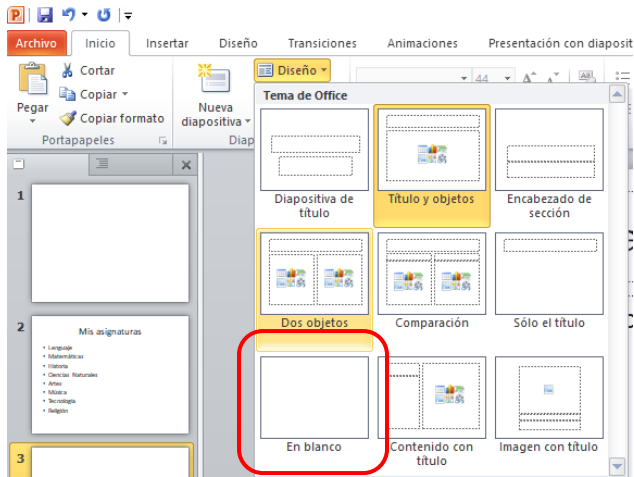 Archivo Inicio Insertar Diseño Transiciones Animaciones Presentación con diaposit
Cortar
Copiar
Copiar formato
Pegar
Portapapeles
Nueva
diapositiva
Diap
Diseño
44
Tema de Office
Diapositiva de
título
Título y objetos
Encabezado de
sección
Dos objetos
Comparación
Sólo el título
En blanco
Contenido con
título
Imagen con título
1
2
Mis asignaturas
• Lenguaje
• Matemáticas
• Historia
• Ciencias Naturales
• Artes
• Música
• Tecnología
• Religión
3